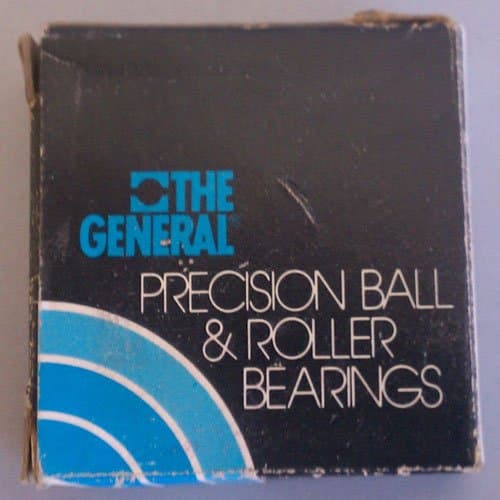 THE
GENERAL
PRECISION BALL
& ROLLER
BEARINGS